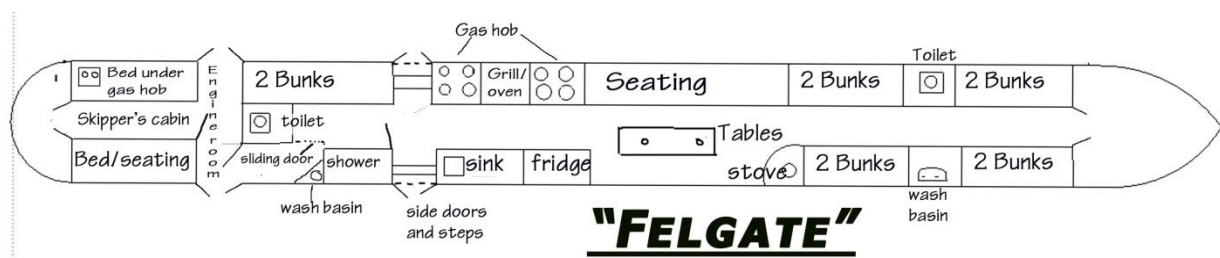 Gas hob
Toilet
Bed under
gas hob
Engine room
2 Bunks
Grill/
oven
Seating
2 Bunks
2 Bunks
Skipper's cabin
toilet
Tables
Bed/seating
sliding door
shower
sink
fridge
stove
2 Bunks
2 Bunks
wash basin
side doors
and steps
wash
basin
"FELGATE"